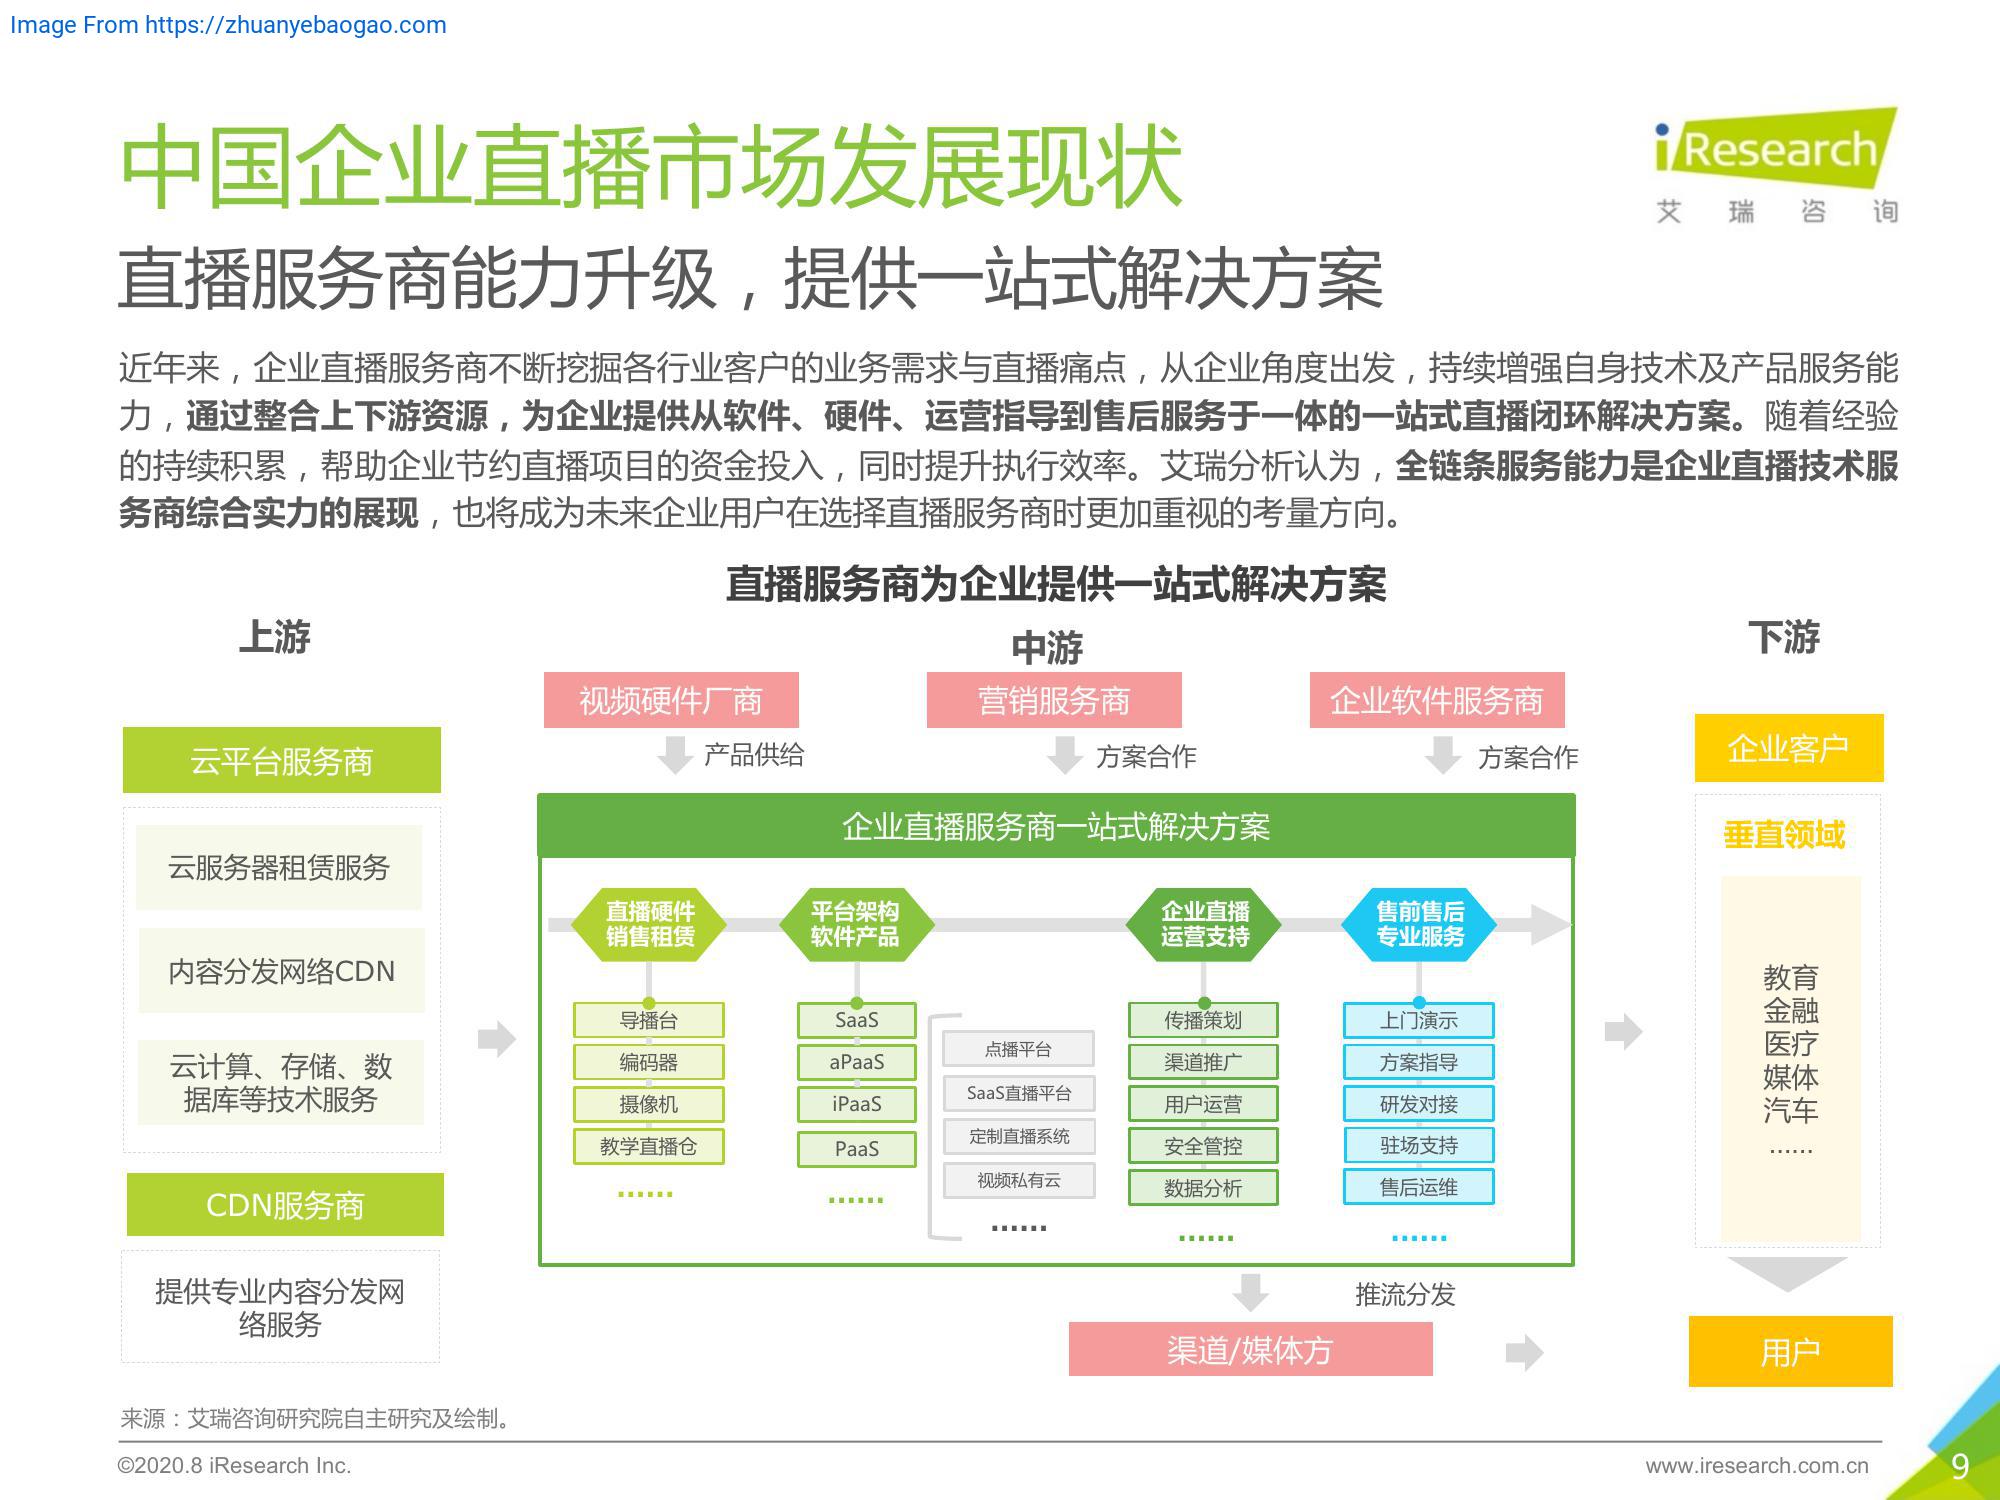 Image From https://zhuanyebaogao.com
中国企业直播市场发展现状
iResearch
艾瑞咨询
直播服务商能力升级，提供一站式解决方案
近年来，企业直播服务商不断挖掘各行业客户的业务需求与直播痛点，从企业角度出发，持续增强自身技术及产品服务能
力，通过整合上下游资源，为企业提供从软件、硬件、运营指导到售后服务于一体的一站式直播闭环解决方案。随着经验
的持续积累，帮助企业节约直播项目的资金投入，同时提升执行效率。艾瑞分析认为，全链条服务能力是企业直播技术服
务商综合实力的展现，也将成为未来企业用户在选择直播服务商时更加重视的考量方向。
直播服务商为企业提供一站式解决方案
上游
云平台服务商
云服务器租赁服务
内容分发网络CDN
云计算、存储、数
据库等技术服务
CDN服务商
提供专业内容分发网
络服务
中游
视频硬件厂商
营销服务商
企业软件服务商
产品供给
方案合作
方案合作
企业直播服务商一站式解决方案
直播硬件
销售租赁
导播台
编码器
摄像机
教学直播仓
......
平台架构
软件产品
SaaS
aPaaS
iPaaS
PaaS
......
点播平台
SaaS直播平台
定制直播系统
视频私有云
......
企业直播
运营支持
传播策划
渠道推广
用户运营
安全管控
数据分析
......
售前售后
专业服务
上门演示
方案指导
研发对接
驻场支持
售后运维
......
推流分发
渠道/媒体方
下游
企业客户
垂直领域
教育
金融
医疗
媒体
汽车
......
用户
来源：艾瑞咨询研究院自主研究及绘制。
©2020.8 iResearch Inc.
www.iresearch.com.cn
9